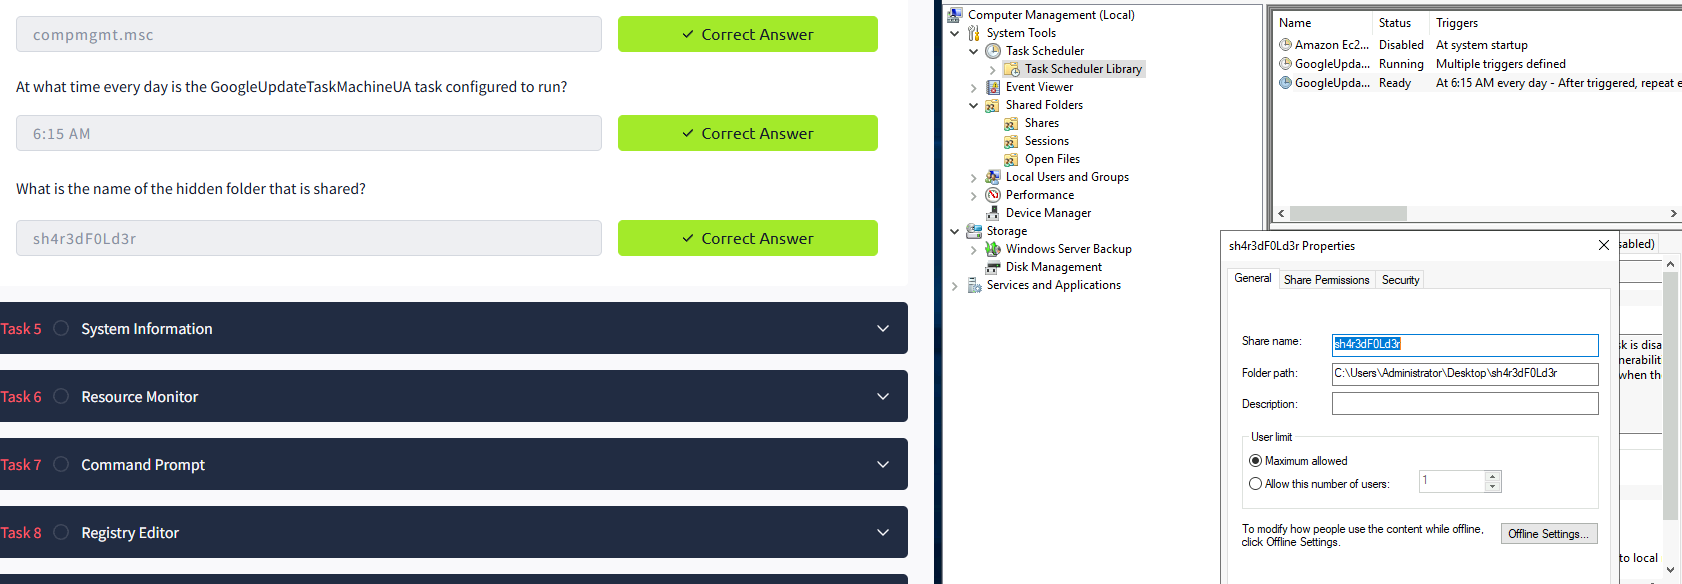 compmgmt.msc
Correct Answer
At what time every day is the GoogleUpdateTaskMachineUA task configured to run?
6:15 AM
Correct Answer
What is the name of the hidden folder that is shared?
sh4r3dF0Ld3r
Correct Answer
Task 5 System Information
Task 6 Resource Monitor
Task 7 Command Prompt
Task 8 Registry Editor
Computer Management (Local)
System Tools
Task Scheduler
Task Scheduler Library
Event Viewer
Shared Folders
Shares
Sessions
Open Files
Local Users and Groups
Performance
Device Manager
Storage
Windows Server Backup
Disk Management
Services and Applications
Name Status Triggers
Amazon Ec2... Disabled At system startup
GoogleUpda... Running Multiple triggers defined
GoogleUpda... Ready At 6:15 AM every day - After triggered, repeat e
sh4r3dF0Ld3r Properties
General Share Permissions Security
Share name: sh4r3dF0Ld3r
Folder path: C:\Users\Administrator\Desktop\sh4r3dF0Ld3r
Description:
User limit
Maximum allowed
Allow this number of users: 1
To modify how people use the content while offline,
click Offline Settings.
Offline Settings...
sabled)
k is disa
nerabilit
when th
to local